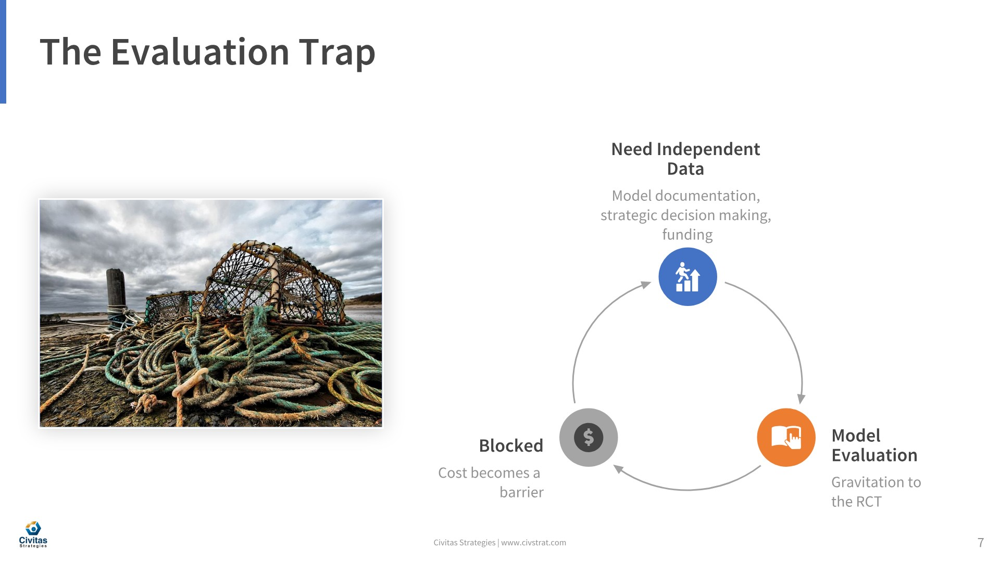 The Evaluation Trap
Need Independent
Data
Model documentation,
strategic decision making,
funding
Blocked
Cost becomes a
barrier
$
Model
Evaluation
Gravitation to
the RCT
Civitas
Strategies
Civitas Strategies | www.civstrat.com
7